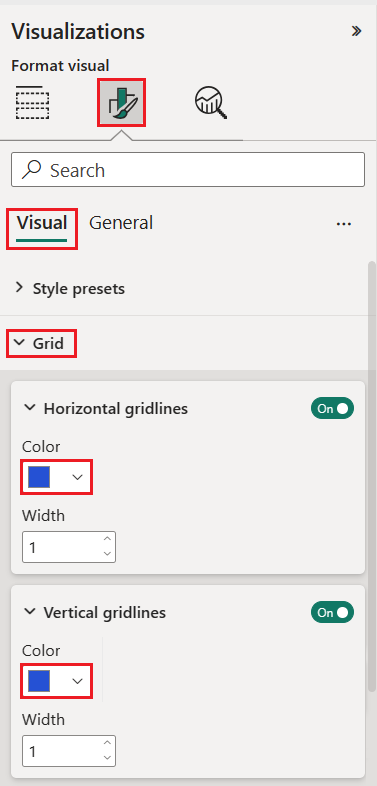 Visualizations
Format visual
Search
Visual General ...
Style presets
Grid
Horizontal gridlines On
Color
Width
1
Vertical gridlines On
Color
Width
1